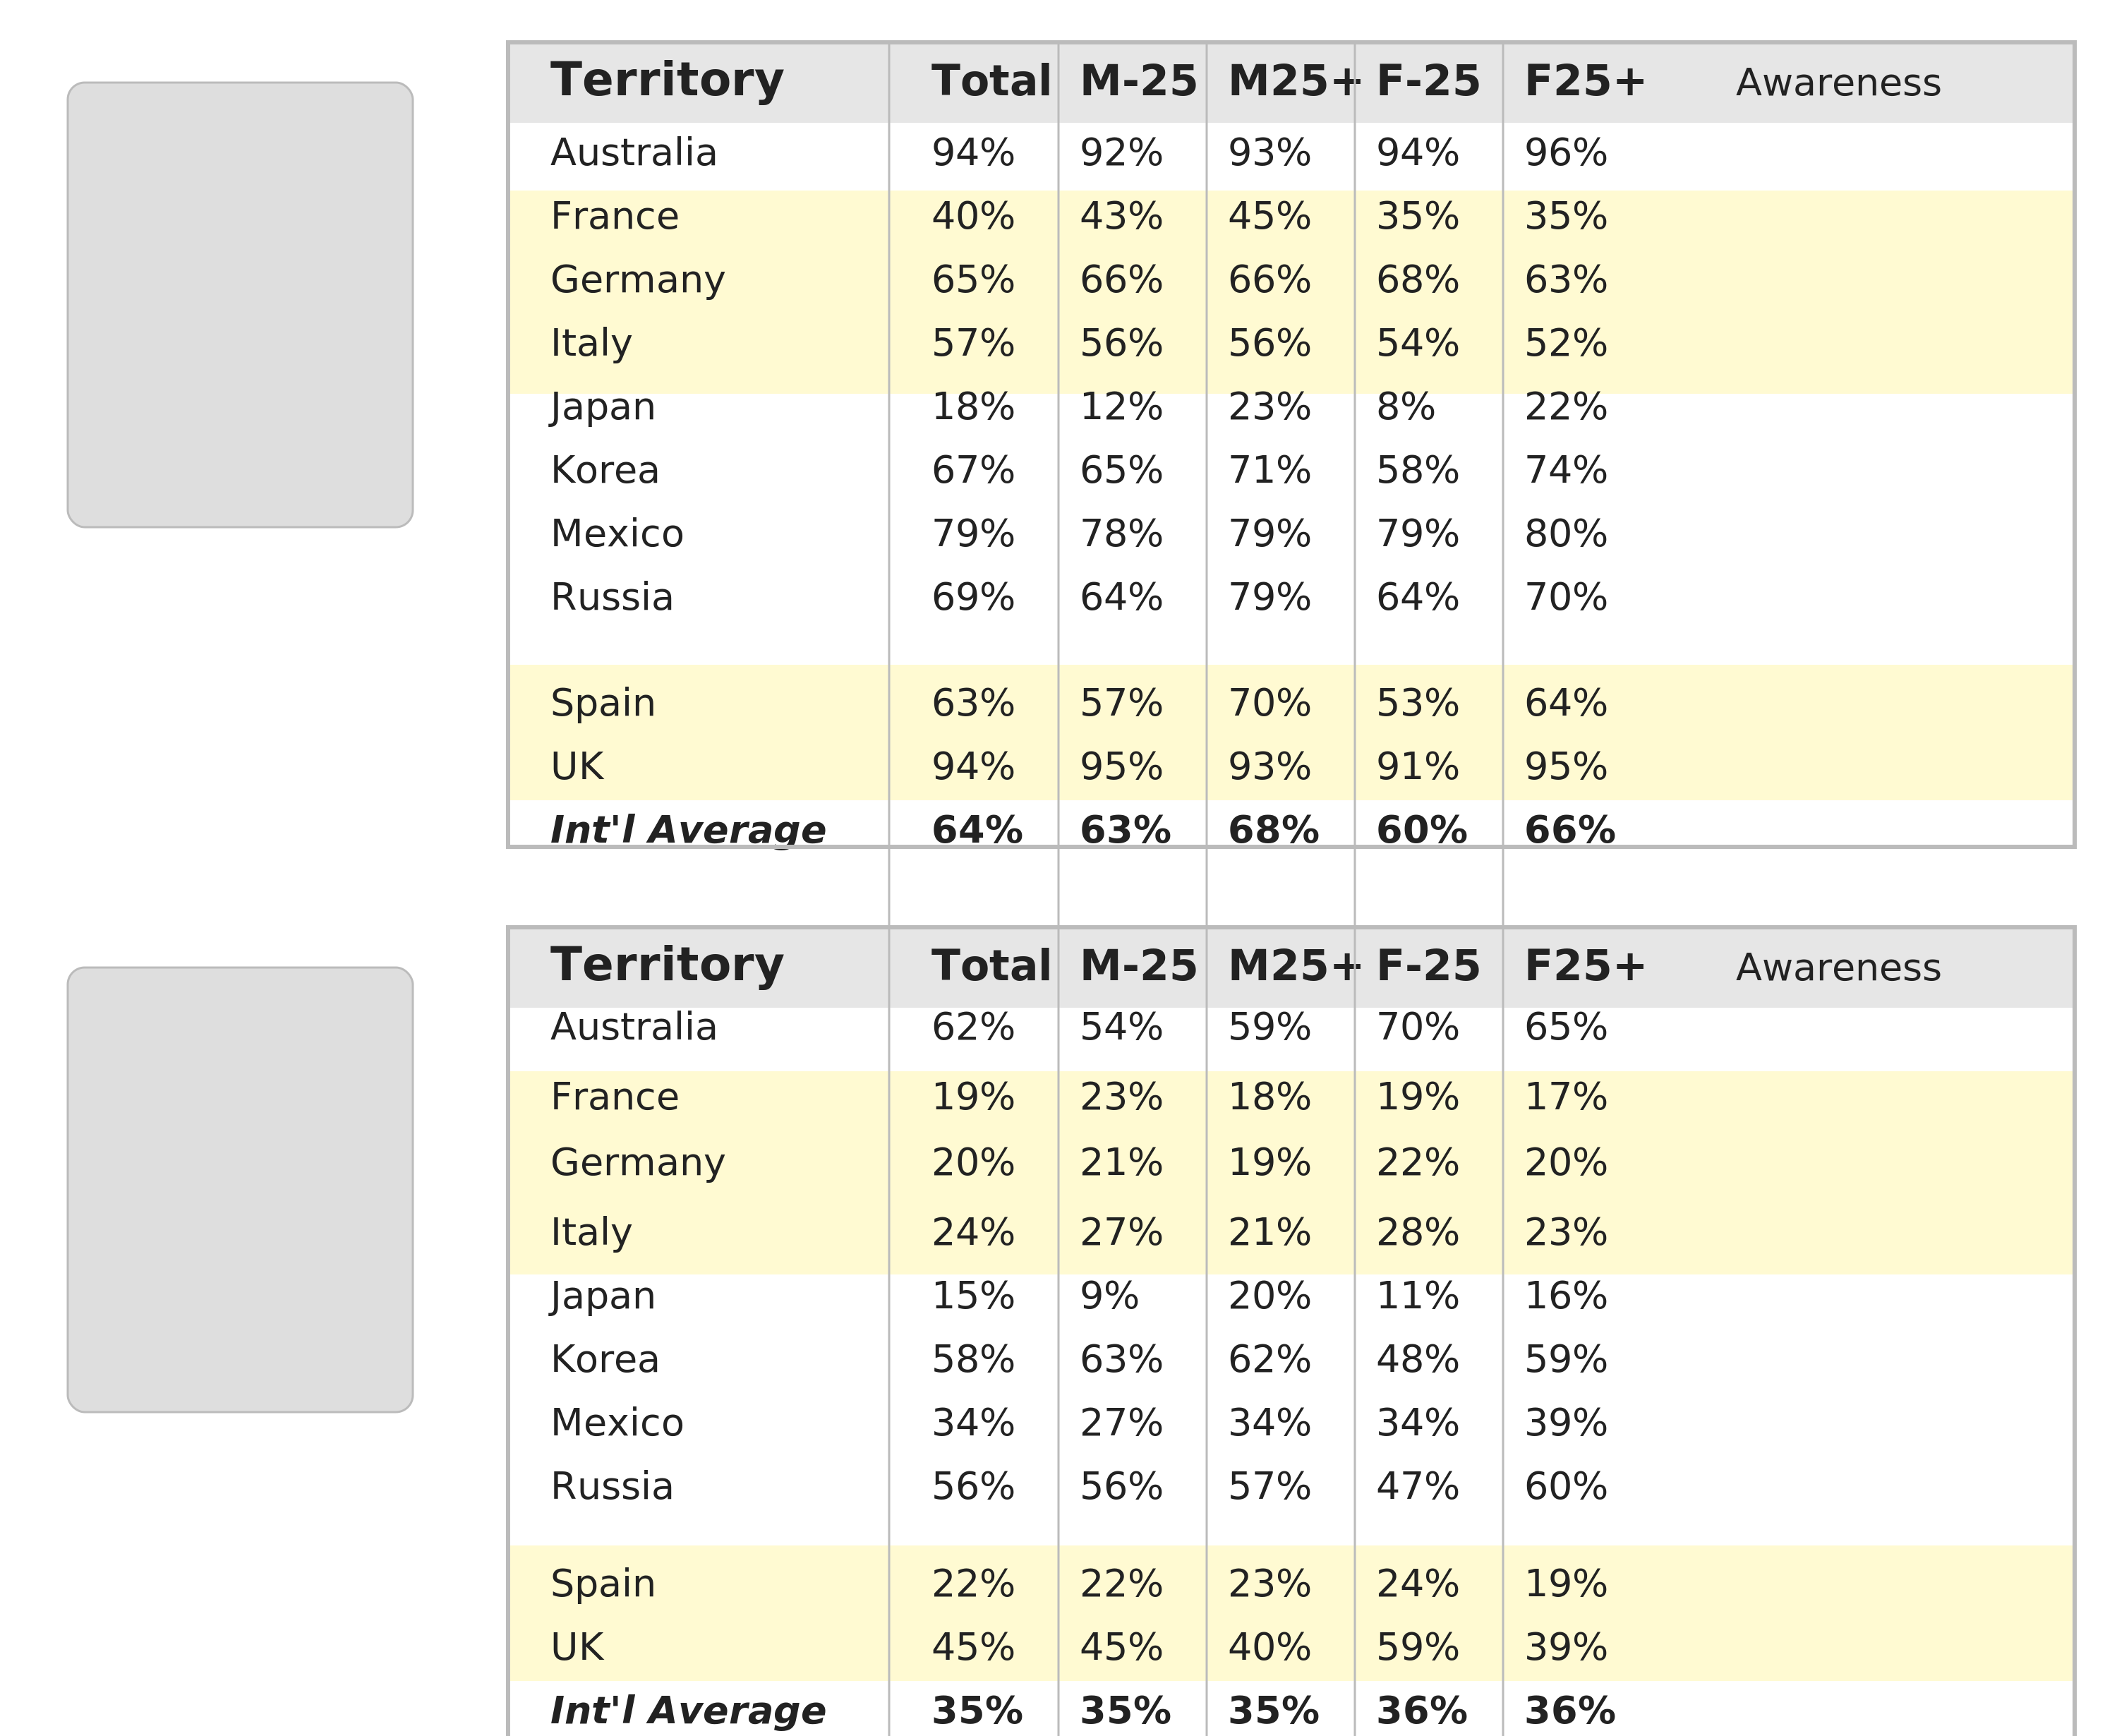 Territory Total M-25 M25+ F-25 F25+ Awareness
Australia 94% 92% 93% 94% 96%
France 40% 43% 45% 35% 35%
Germany 65% 66% 66% 68% 63%
Italy 57% 56% 56% 54% 52%
Japan 18% 12% 23% 8% 22%
Korea 67% 65% 71% 58% 74%
Mexico 79% 78% 79% 79% 80%
Russia 69% 64% 79% 64% 70%
Spain 63% 57% 70% 53% 64%
UK 94% 95% 93% 91% 95%
Int'l Average 64% 63% 68% 60% 66%
Territory Total M-25 M25+ F-25 F25+ Awareness
Australia 62% 54% 59% 70% 65%
France 19% 23% 18% 19% 17%
Germany 20% 21% 19% 22% 20%
Italy 24% 27% 21% 28% 23%
Japan 15% 9% 20% 11% 16%
Korea 58% 63% 62% 48% 59%
Mexico 34% 27% 34% 34% 39%
Russia 56% 56% 57% 47% 60%
Spain 22% 22% 23% 24% 19%
UK 45% 45% 40% 59% 39%
Int'l Average 35% 35% 35% 36% 36%